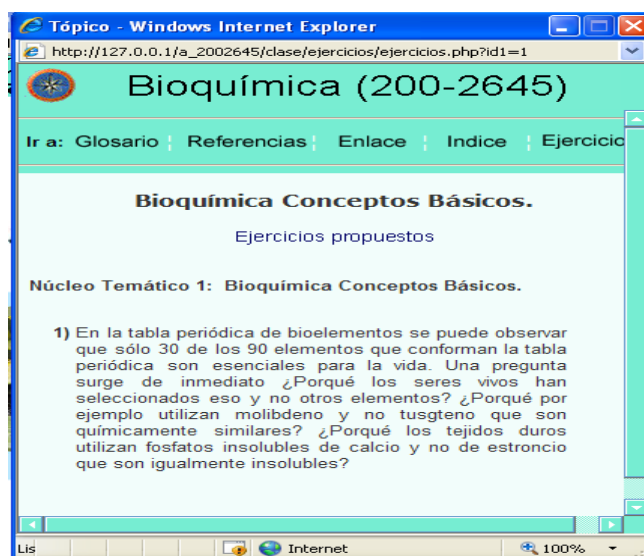 Tópico - Windows Internet Explorer
http://127.0.0.1/a_2002645/clase/ejercicios/ejercicios.php?id1=1
Bioquímica (200-2645)
Ir a: Glosario Referencias Enlace Indice Ejercicio
Bioquímica Conceptos Básicos.
Ejercicios propuestos
Núcleo Temático 1: Bioquímica Conceptos Básicos.
1) En la tabla periódica de bioelementos se puede observar
que sólo 30 de los 90 elementos que conforman la tabla
periódica son esenciales para la vida. Una pregunta
surge de inmediato ¿Porqué los seres vivos han
seleccionados eso y no otros elementos? ¿Porqué por
ejemplo utilizan molibdeno y no tusgteno que son
químicamente similares? ¿Porqué los tejidos duros
utilizan fosfatos insolubles de calcio y no de estroncio
que son igualmente insolubles?
Lis Internet 100%